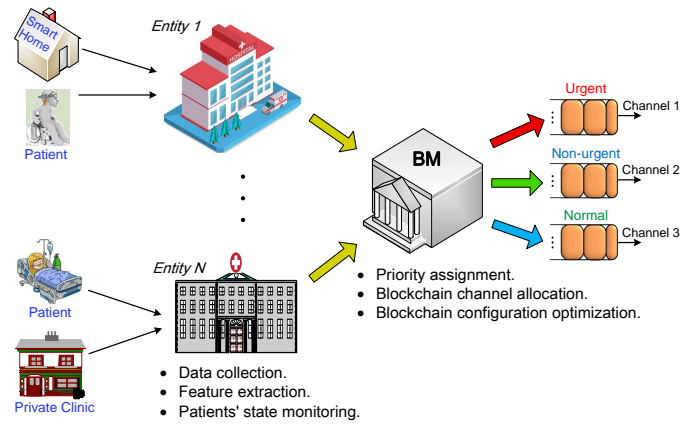 Smart
Home
Entity 1
HOSPITAL
Patient
Urgent
Channel 1
BM
Non-urgent
Channel 2
Normal
Channel 3
Entity N
Patient
Private Clinic
• Priority assignment.
• Blockchain channel allocation.
• Blockchain configuration optimization.
• Data collection.
• Feature extraction.
• Patients' state monitoring.